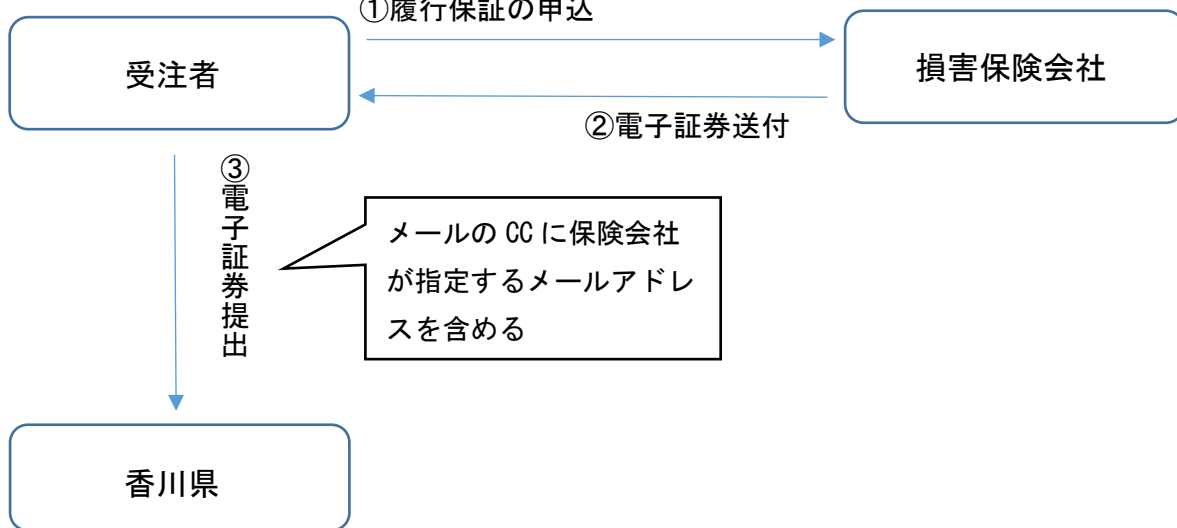 ①履行保証の申込
受注者
損害保険会社
②電子証券送付
③電子証券提出
メールの CC に保険会社
が指定するメールアドレ
スを含める
香川県